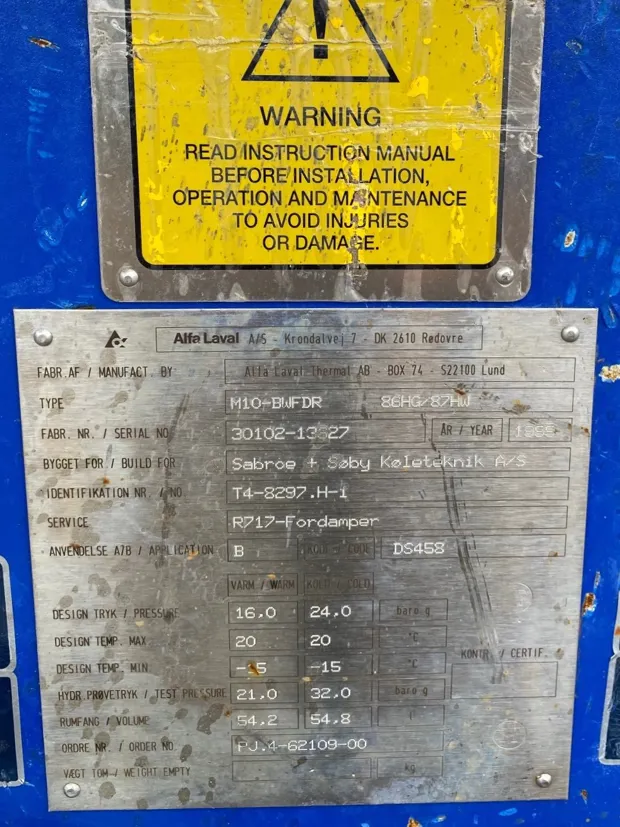 WARNING
READ INSTRUCTION MANUAL
BEFORE INSTALLATION,
OPERATION AND MAINTENANCE
TO AVOID INJURIES
OR DAMAGE.
Alfa Laval A/S - Krondalvej 7 - DK 2610 Rødovre
FABR.AF / MANUFACT. BY Alfa Laval Thermal AB - BOX 74 - S22100 Lund
TYPE M10-BWFDR 86HG/87HW
FABR. NR. / SERIAL NO ÅR / YEAR
BYGGET FOR / BUILD FOR Sabroe + Søby Køleteknik A/S
IDENTIFIKATION NR. / NO T4-8297.H-1
SERVICE R717-Fordamper
ANVENDELSE A7B / APPLICATION B KODE / CODE DS458
VARM / WARM KOLD / COLD
DESIGN TRYK / PRESSURE 16,0 24,0 baro g
DESIGN TEMP. MAX 20 20 °C
DESIGN TEMP. MIN -15 -15 °C
KONTR. / CERTIF.
HYDR.PRØVETRYK / TEST PRESSURE 21,0 32,0 baro g
RUMFANG / VOLUME 54,2 54,8 l
ORDRE NR. / ORDER NO PJ.4-62109-00
VÆGT TOM / WEIGHT EMPTY kg